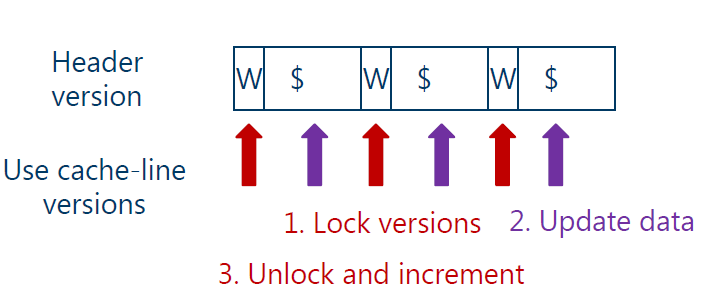 Header
version
W $ W $ W $
Use cache-line
versions
1. Lock versions 2. Update data
3. Unlock and increment